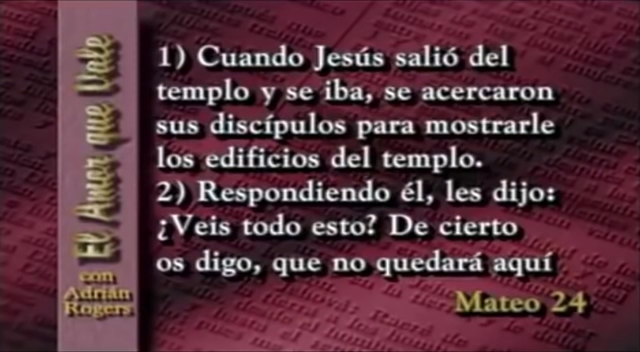 El Amor que Vale
con
Adrián
Rogers
1) Cuando Jesús salió del
templo y se iba, se acercaron
sus discípulos para mostrarle
los edificios del templo.
2) Respondiendo él, les dijo:
¿Veis todo esto? De cierto
os digo, que no quedará aquí
Mateo 24